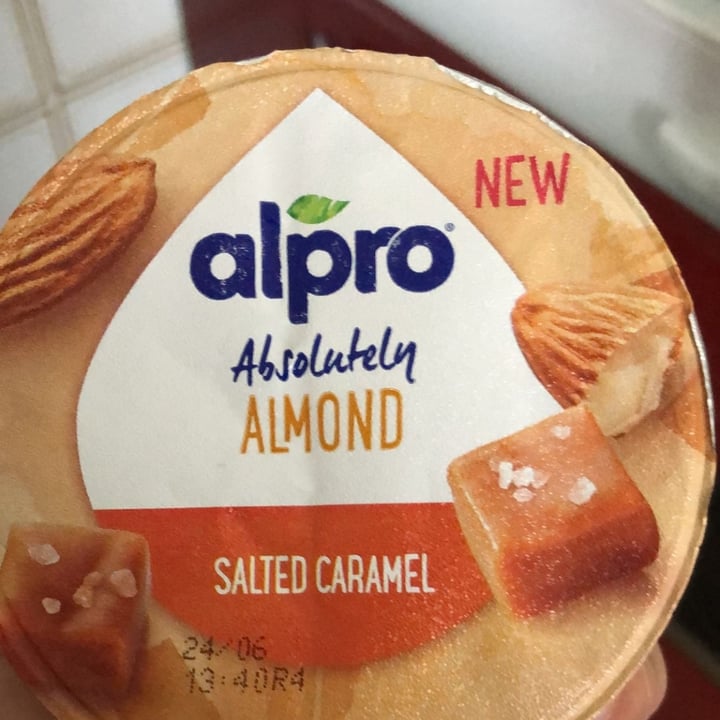 NEW
alpro®
Absolutely
ALMOND
SALTED CARAMEL
24/06
13:40R4